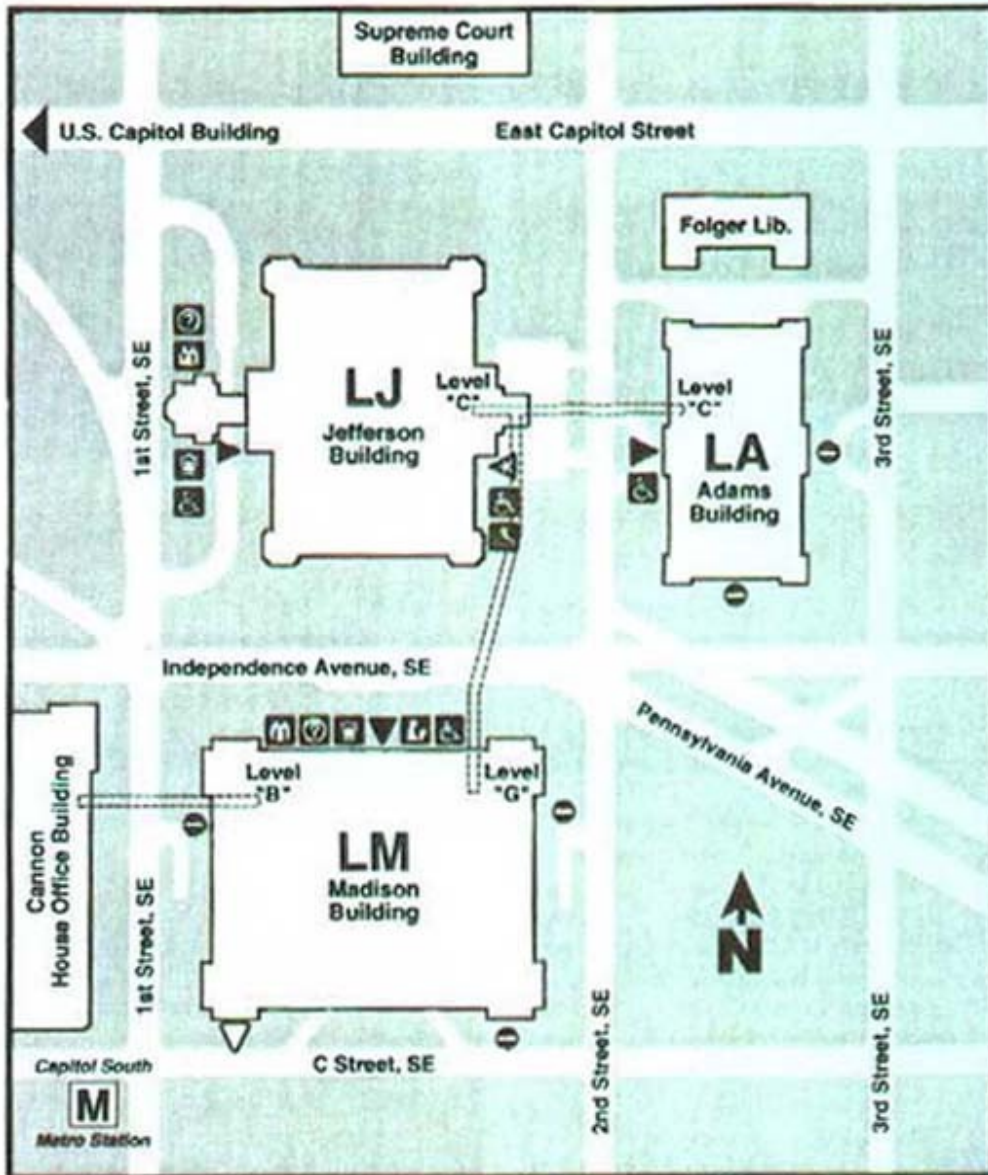 Supreme Court
Building
U.S. Capitol Building
East Capitol Street
Folger Lib.
1st Street, SE
3rd Street, SE
LJ
Jefferson
Building
Level
"C"
Level
"C"
LA
Adams
Building
Independence Avenue, SE
Pennsylvania Avenue, SE
Level
"B"
Level
"G"
LM
Madison
Building
Cannon
House Office Building
1st Street, SE
N
2nd Street, SE
3rd Street, SE
C Street, SE
Capitol South
M
Metro Station